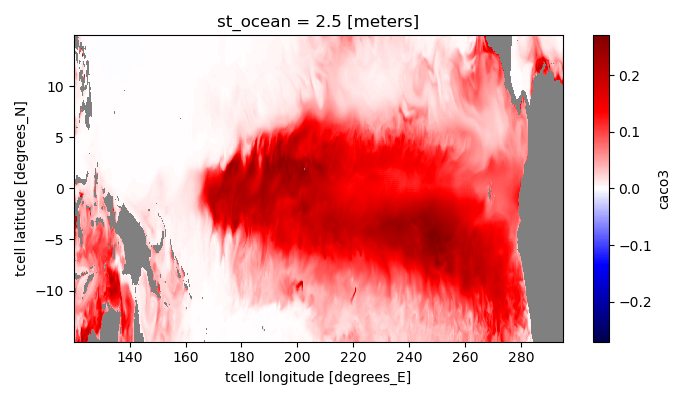 st_ocean = 2.5 [meters]
10
5
0
−5
−10
tcell latitude [degrees_N]
140 160 180 200 220 240 260 280
tcell longitude [degrees_E]
0.2
0.1
0.0
−0.1
−0.2
caco3